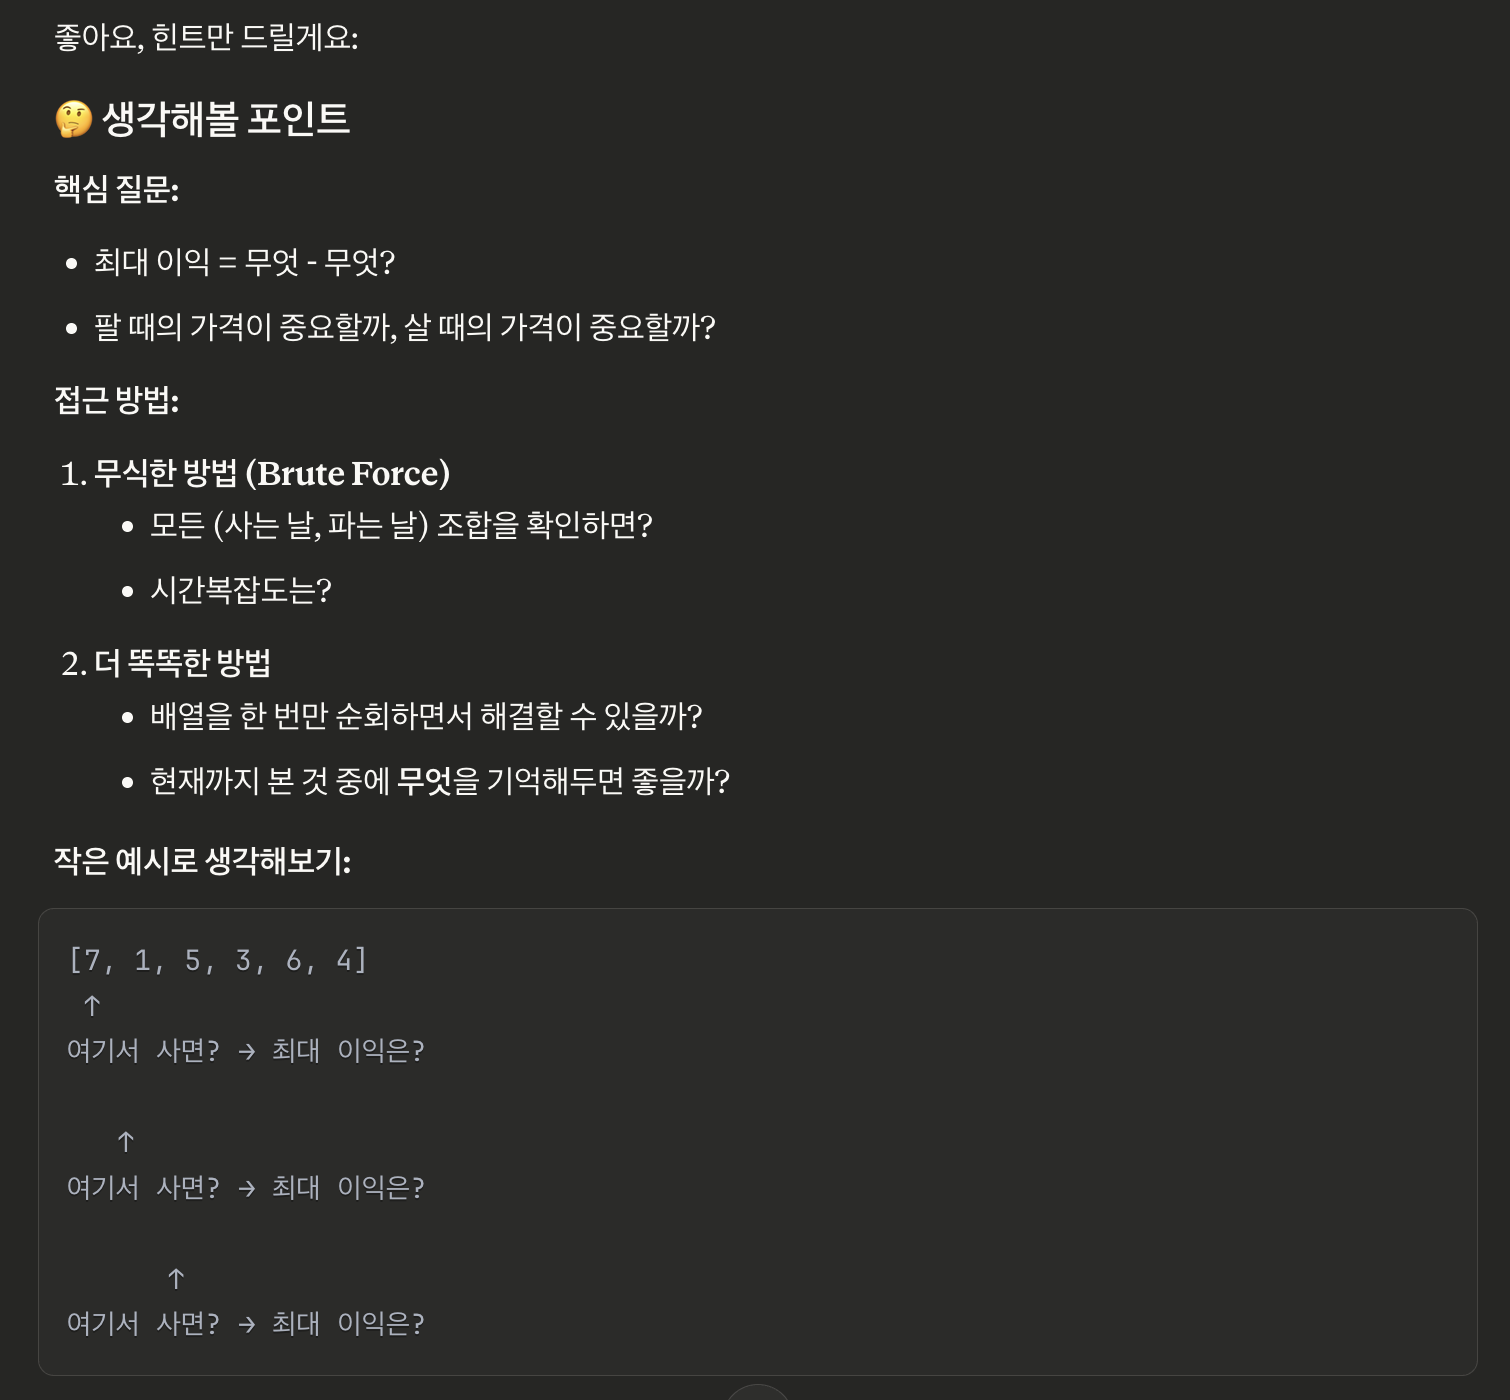 좋아요, 힌트만 드릴게요:
🤔 생각해볼 포인트
핵심 질문:
• 최대 이익 = 무엇 - 무엇?
• 팔 때의 가격이 중요할까, 살 때의 가격이 중요할까?
접근 방법:
1. 무식한 방법 (Brute Force)
• 모든 (사는 날, 파는 날) 조합을 확인하면?
• 시간복잡도는?
2. 더 똑똑한 방법
• 배열을 한 번만 순회하면서 해결할 수 있을까?
• 현재까지 본 것 중에 무엇을 기억해두면 좋을까?
작은 예시로 생각해보기:
[7, 1, 5, 3, 6, 4]
↑
여기서 사면? → 최대 이익은?
↑
여기서 사면? → 최대 이익은?
↑
여기서 사면? → 최대 이익은?